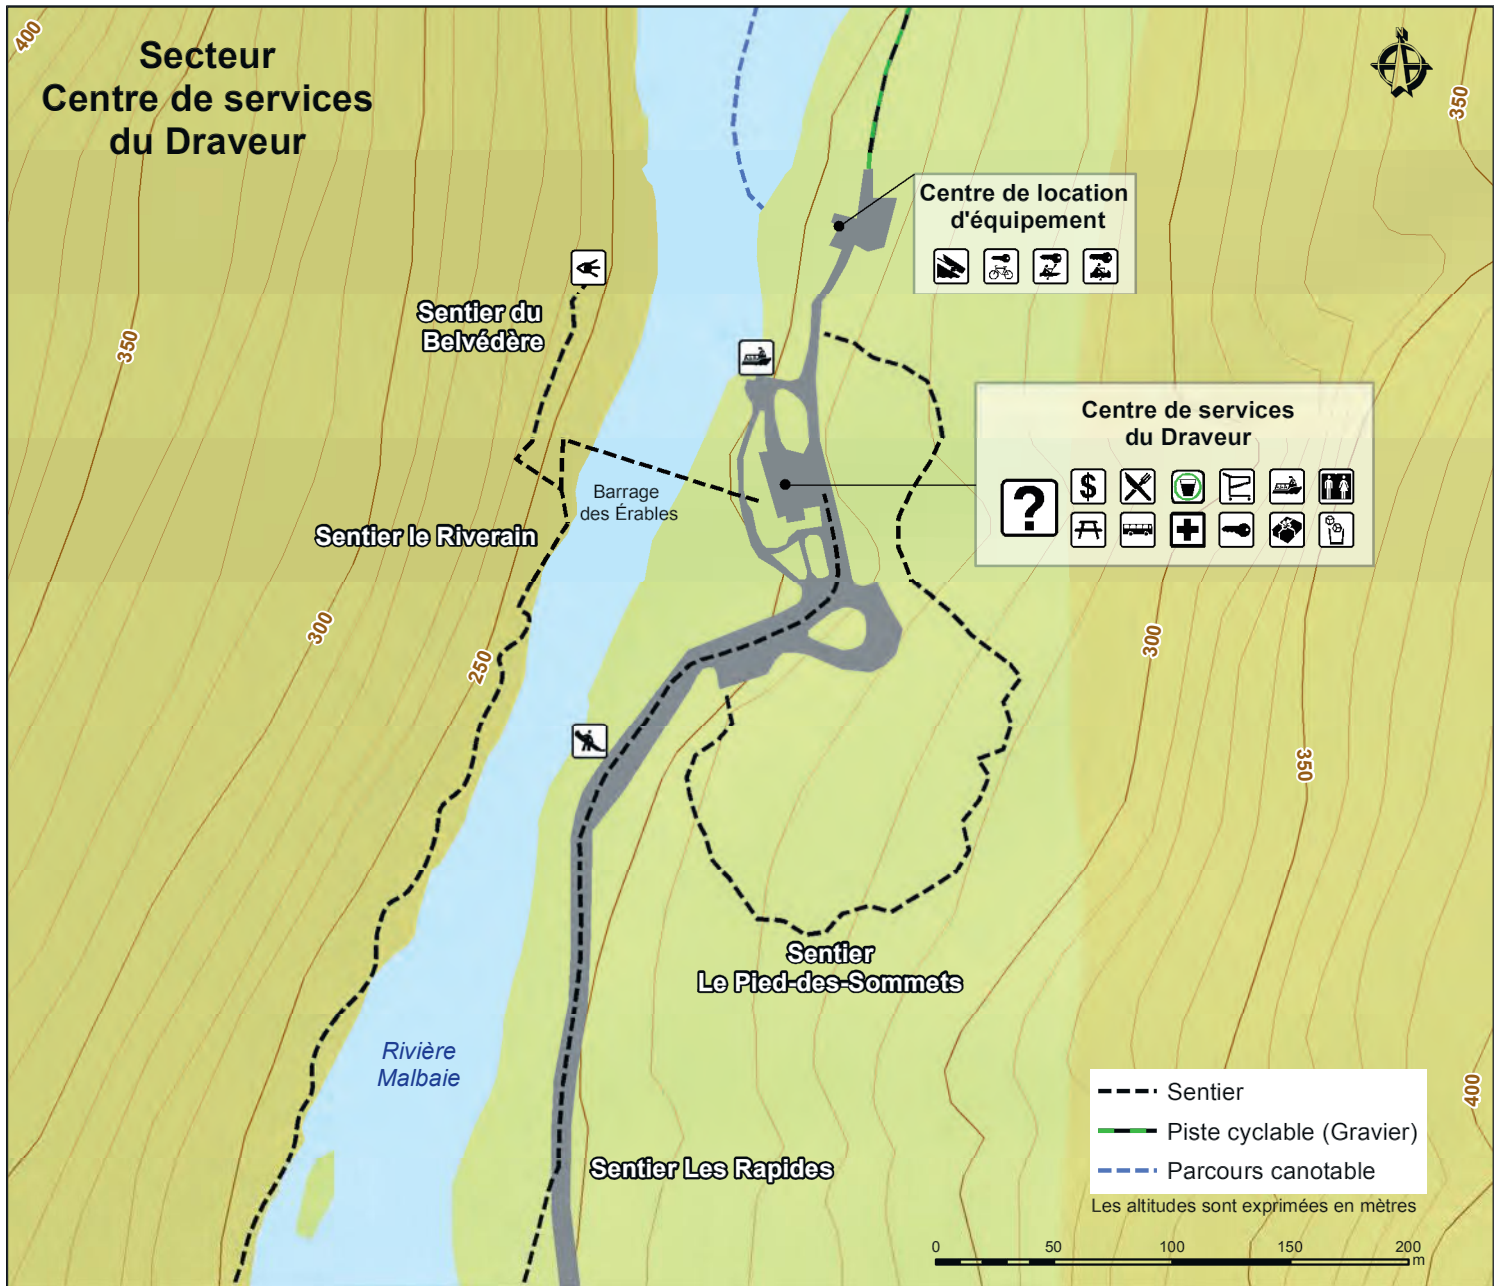 Secteur
Centre de services
du Draveur
400
N
350
Centre de location
d'équipement
Sentier du
Belvédère
350
Centre de services
du Draveur
$
?
Barrage
des Érables
Sentier le Riverain
300
250
300
350
Sentier
Le Pied-des-Sommets
Rivière
Malbaie
400
Sentier
Piste cyclable (Gravier)
Parcours canotable
Les altitudes sont exprimées en mètres
Sentier Les Rapides
0 50 100 150 200
m